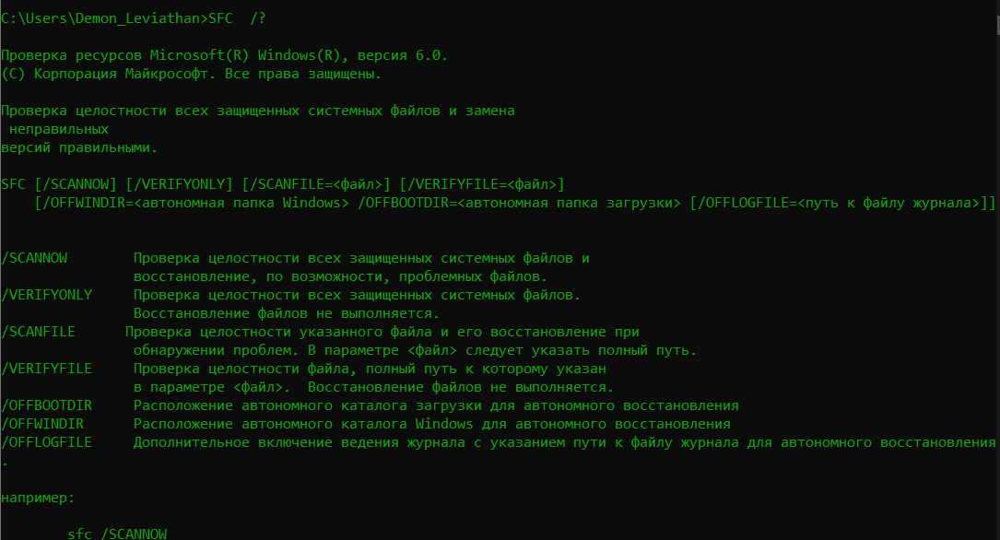 C:\Users\Demon_Leviathan>SFC  /?
Проверка ресурсов Microsoft(R) Windows(R), версия 6.0.
(C) Корпорация Майкрософт. Все права защищены.
Проверка целостности всех защищенных системных файлов и замена
неправильных
версий правильными.
SFC [/SCANNOW] [/VERIFYONLY] [/SCANFILE=<файл>] [/VERIFYFILE=<файл>]
[/OFFWINDIR=<автономная папка Windows> /OFFBOOTDIR=<автономная папка загрузки> [/OFFLOGFILE=<путь к файлу журнала>]]
/SCANNOW        Проверка целостности всех защищенных системных файлов и
восстановление, по возможности, проблемных файлов.
/VERIFYONLY     Проверка целостности всех защищенных системных файлов.
Восстановление файлов не выполняется.
/SCANFILE      Проверка целостности указанного файла и его восстановление при
обнаружении проблем. В параметре <файл> следует указать полный путь.
/VERIFYFILE     Проверка целостности файла, полный путь к которому указан
в параметре <файл>.  Восстановление файлов не выполняется.
/OFFBOOTDIR     Расположение автономного каталога загрузки для автономного восстановления
/OFFWINDIR      Расположение автономного каталога Windows для автономного восстановления
/OFFLOGFILE     Дополнительное включение ведения журнала с указанием пути к файлу журнала для автономного восстановления
.
например:
sfc /SCANNOW